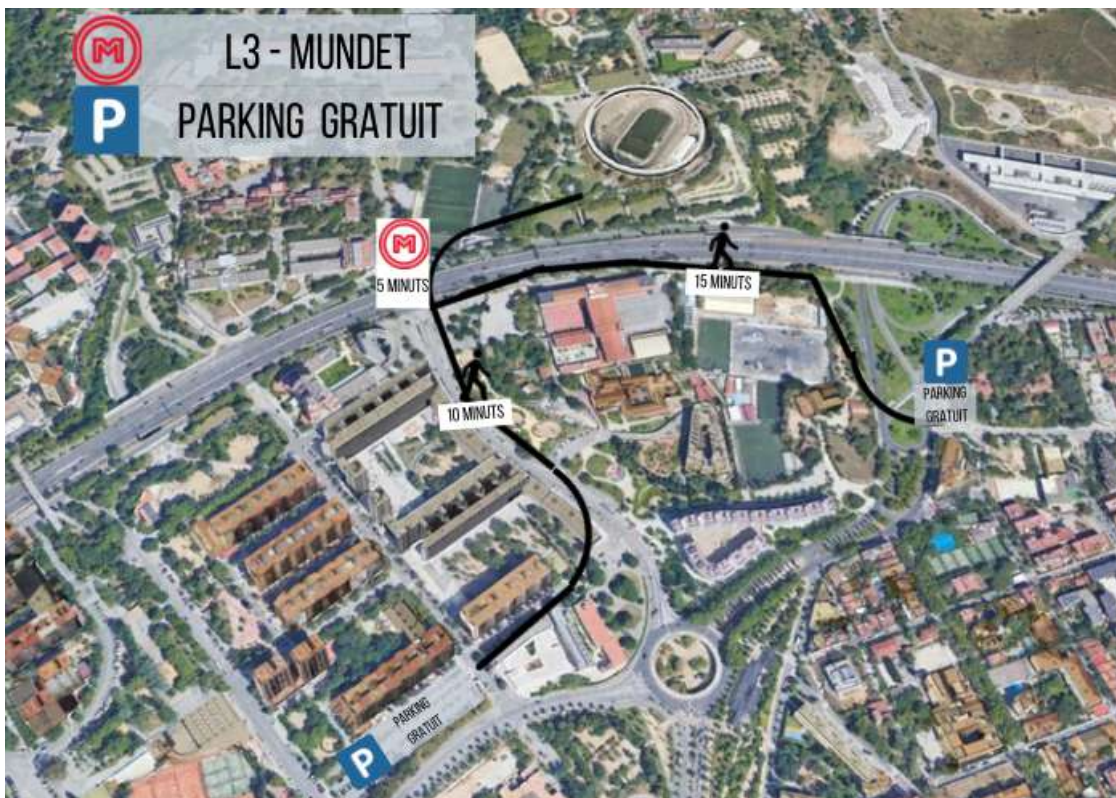 M
L3 - MUNDET
P
PARKING GRATUIT
M
5 MINUTS
15 MINUTS
P
PARKING
GRATUIT
10 MINUTS
PARKING
GRATUIT
P